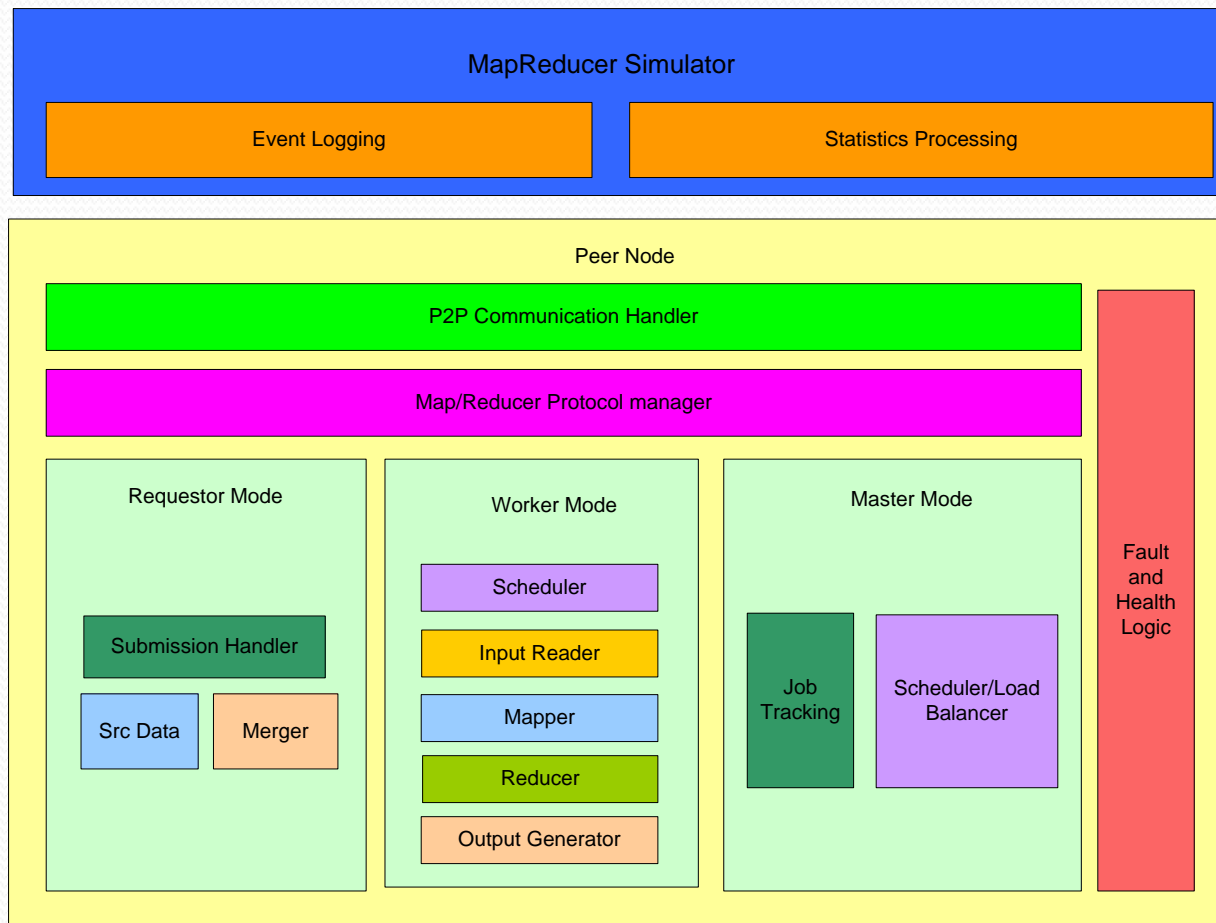 MapReducer Simulator
Event Logging
Statistics Processing
Peer Node
P2P Communication Handler
Map/Reducer Protocol manager
Requestor Mode
Submission Handler
Src Data
Merger
Worker Mode
Scheduler
Input Reader
Mapper
Reducer
Output Generator
Master Mode
Job
Tracking
Scheduler/Load
Balancer
Fault
and
Health
Logic